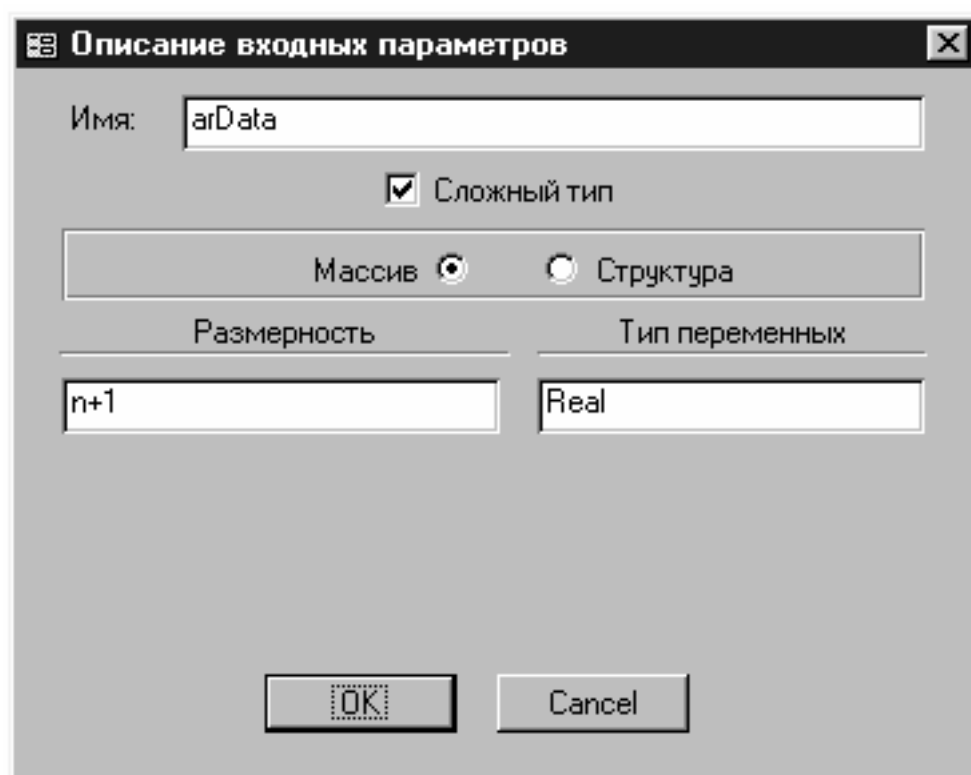 Описание входных параметров
Имя: arData
Сложный тип
Массив Структура
Размерность Тип переменных
n+1 Real
OK Cancel